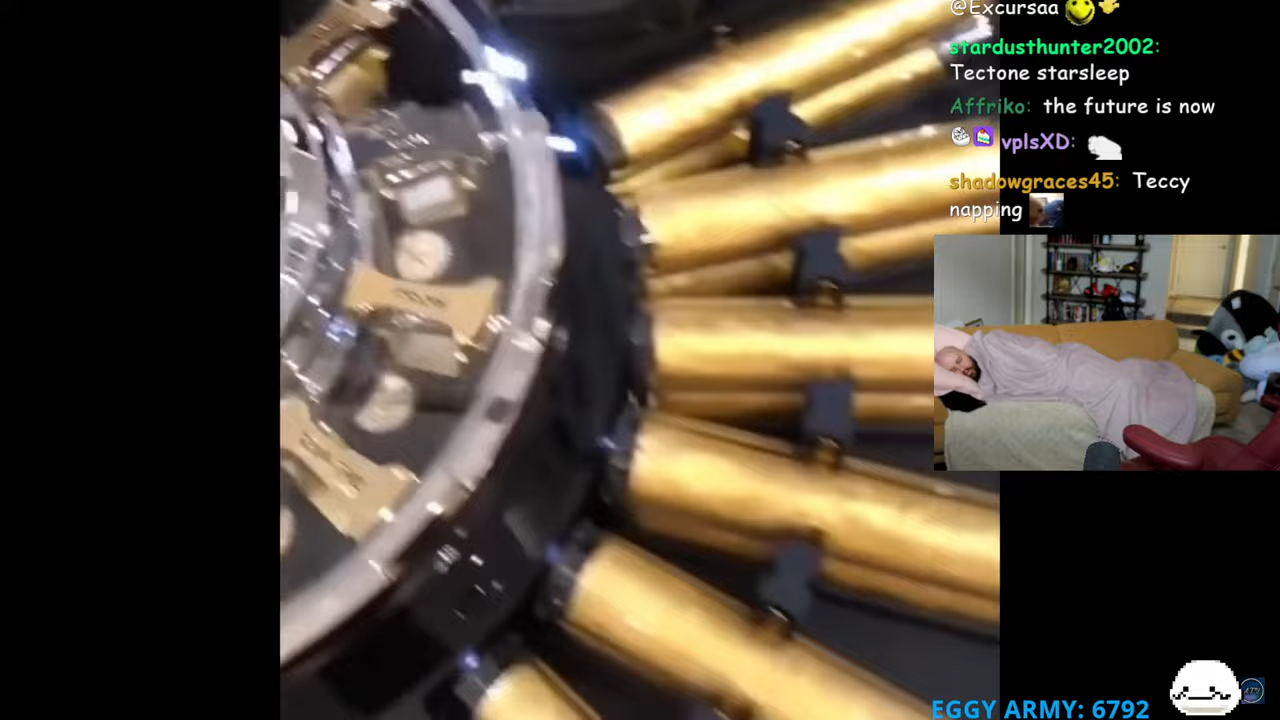 @Excursaa
stardusthunter2002:
Tectone starsleep
Affriko: the future is now
vplsXD:
shadowgraces45: Teccy
napping
EGGY ARMY: 6792